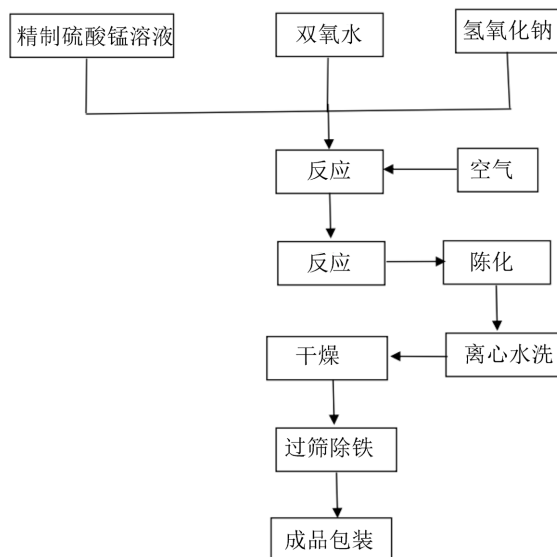 精制硫酸锰溶液
双氧水
氢氧化钠
反应
空气
反应
陈化
干燥
离心水洗
过筛除铁
成品包装